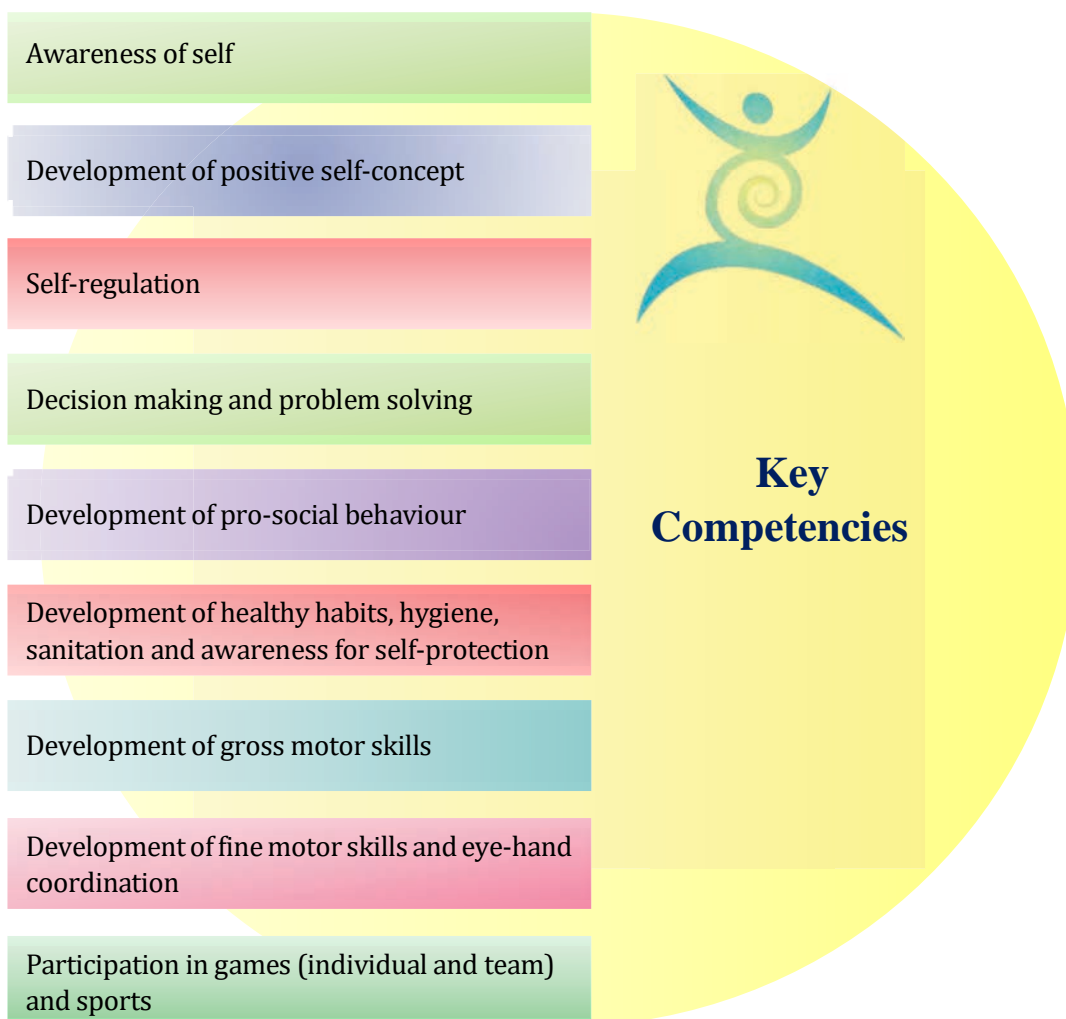 Awareness of self
Development of positive self-concept
Self-regulation
Decision making and problem solving
Key
Competencies
Development of pro-social behaviour
Development of healthy habits, hygiene,
sanitation and awareness for self-protection
Development of gross motor skills
Development of fine motor skills and eye-hand
coordination
Participation in games (individual and team)
and sports